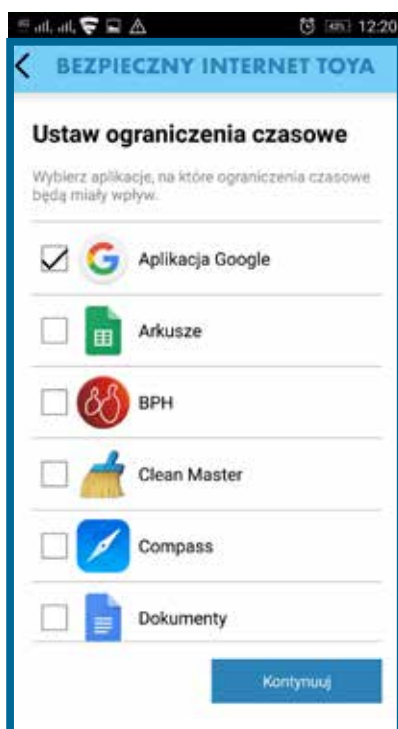 12:20
BEZPIECZNY INTERNET TOYA
Ustaw ograniczenia czasowe
Wybierz aplikacje, na które ograniczenia czasowe
będą miały wpływ.
Aplikacja Google
Arkusze
BPH
Clean Master
Compass
Dokumenty
Kontynuuj